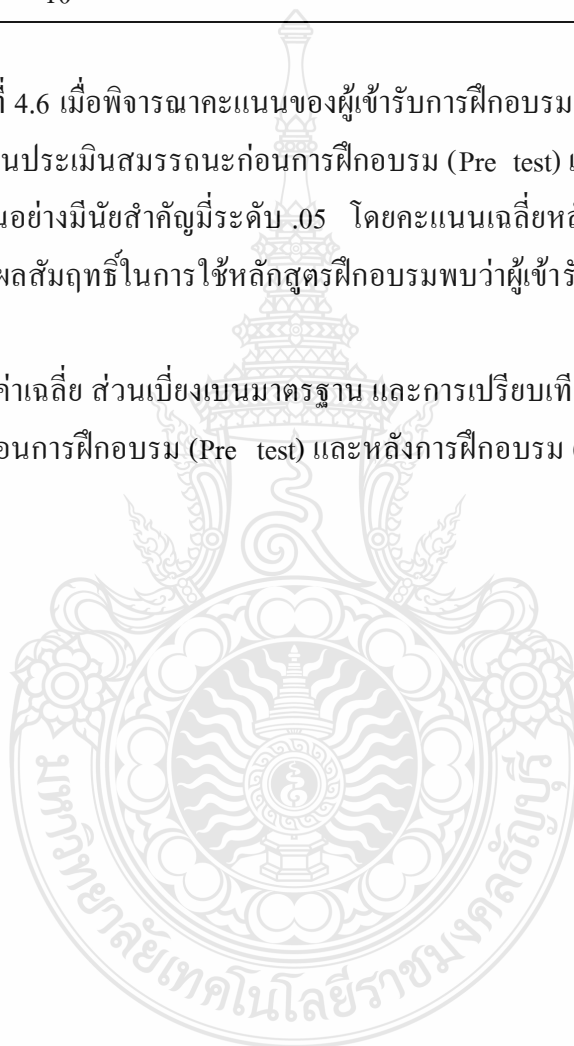 ที่ 4.6 เมื่อพิจารณาคะแนนของผู้เข้ารับการฝึกอบรม
นประเมินสมรรถนะก่อนการฝึกอบรม (Pre test)
นอย่างมีนัยสำคัญมี่ระดับ .05 โดยคะแนนเฉลี่ยหลั
ผลสัมฤทธิ์ในการใช้หลักสูตรฝึกอบรมพบว่าผู้เข้ารั
ค่าเฉลี่ย ส่วนเบี่ยงเบนมาตรฐาน และการเปรียบเที
อนการฝึกอบรม (Pre test) และหลังการฝึกอบรม (
มหาวิทยาลัยเทคโนโลยีราชมงคลธัญบุรี